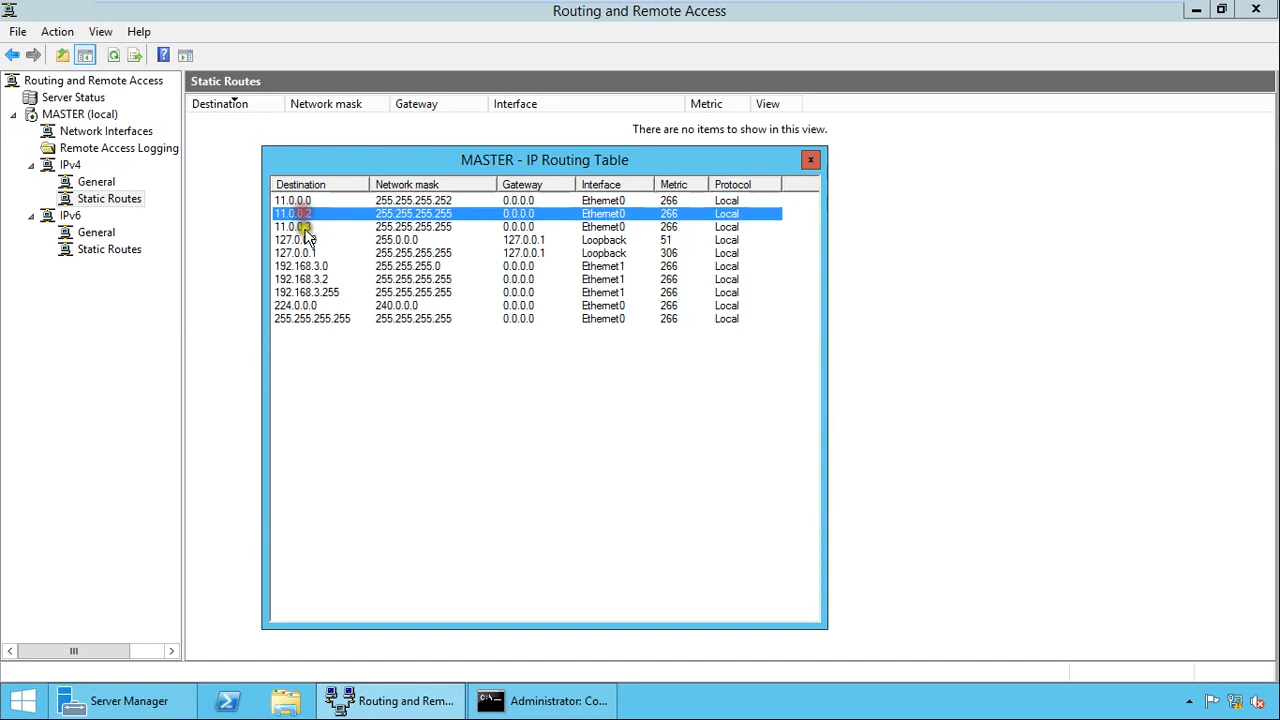 Routing and Remote Access
File Action View Help
Routing and Remote Access
Server Status
MASTER (local)
Network Interfaces
Remote Access Logging
IPv4
General
Static Routes
IPv6
General
Static Routes
Static Routes
Destination Network mask Gateway Interface Metric View
There are no items to show in this view.
MASTER - IP Routing Table
Destination Network mask Gateway Interface Metric Protocol
11.0.0.0 255.255.255.252 0.0.0.0 Ethernet0 266 Local
11.0.0.2 255.255.255.255 0.0.0.0 Ethernet0 266 Local
255.255.255.255 0.0.0.0 Ethernet0 266 Local
255.0.0.0 127.0.0.1 Loopback 51 Local
127.0.0.1 255.255.255.255 127.0.0.1 Loopback 306 Local
192.168.3.0 255.255.255.0 0.0.0.0 Ethernet1 266 Local
192.168.3.2 255.255.255.255 0.0.0.0 Ethernet1 266 Local
192.168.3.255 255.255.255.255 0.0.0.0 Ethernet1 266 Local
224.0.0.0 240.0.0.0 0.0.0.0 Ethernet0 266 Local
255.255.255.255 255.255.255.255 0.0.0.0 Ethernet0 266 Local
Server Manager
Routing and Rem...
Administrator: Co...